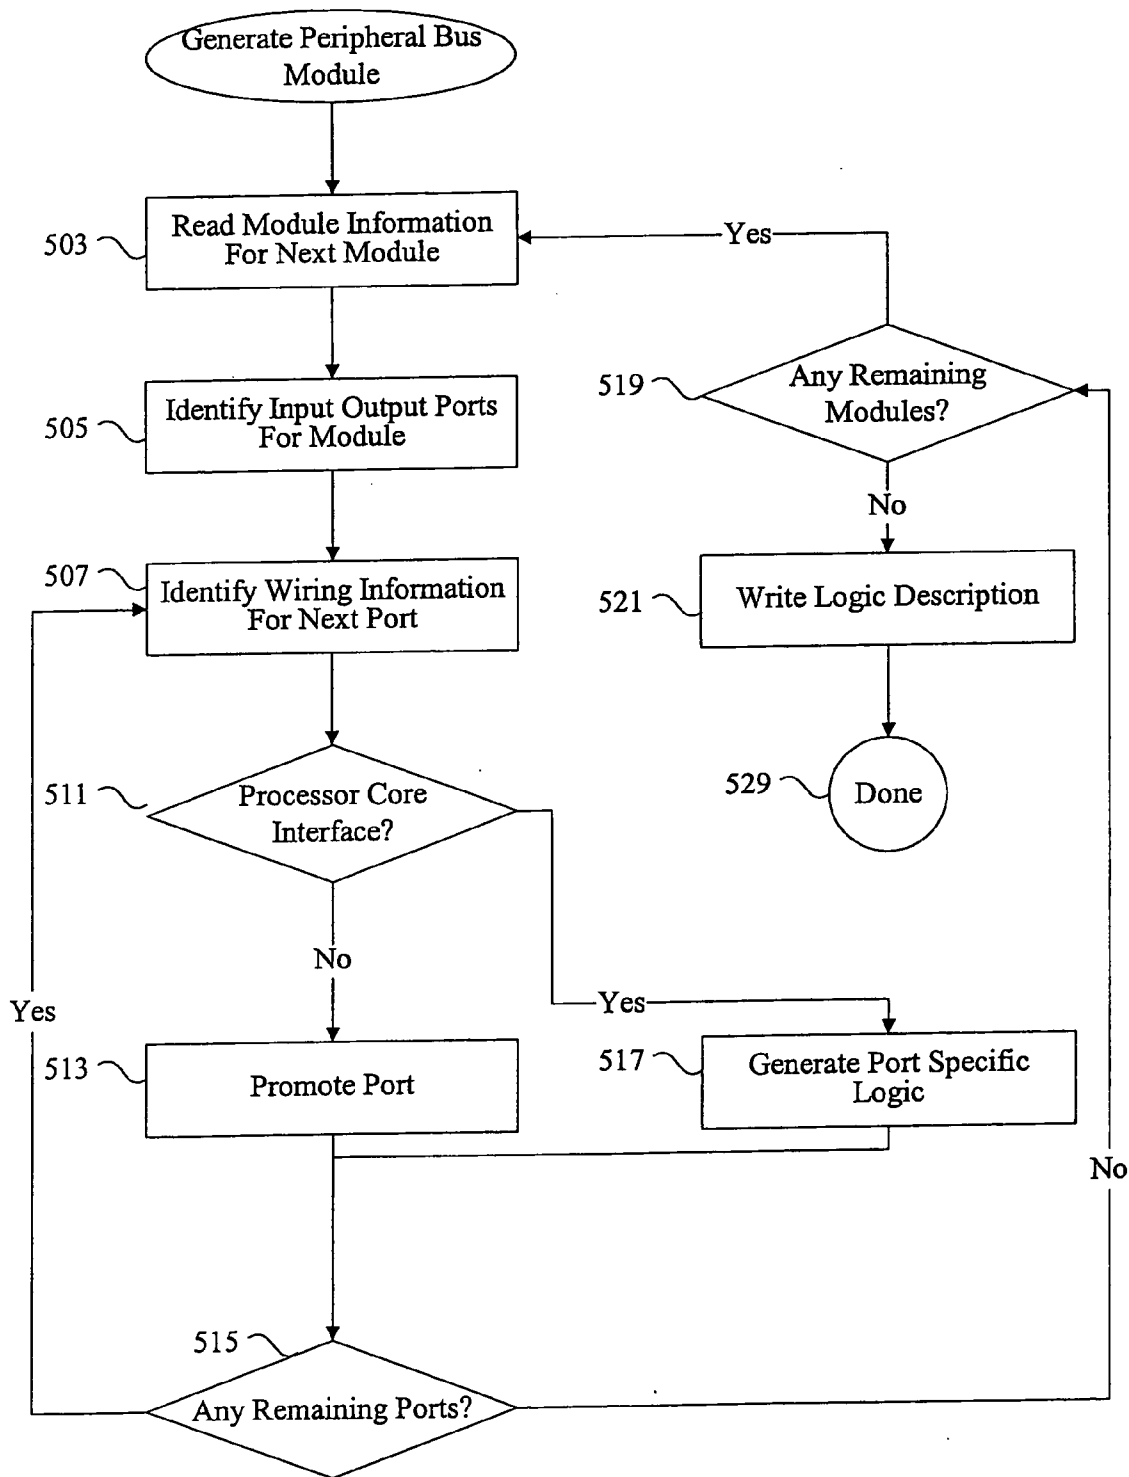 Generate Peripheral Bus
Module
503
Read Module Information
For Next Module
Yes
505
Identify Input Output Ports
For Module
519
Any Remaining
Modules?
No
507
Identify Wiring Information
For Next Port
521
Write Logic Description
511
Processor Core
Interface?
529
Done
No
Yes
Yes
513
Promote Port
517
Generate Port Specific
Logic
No
515
Any Remaining Ports?